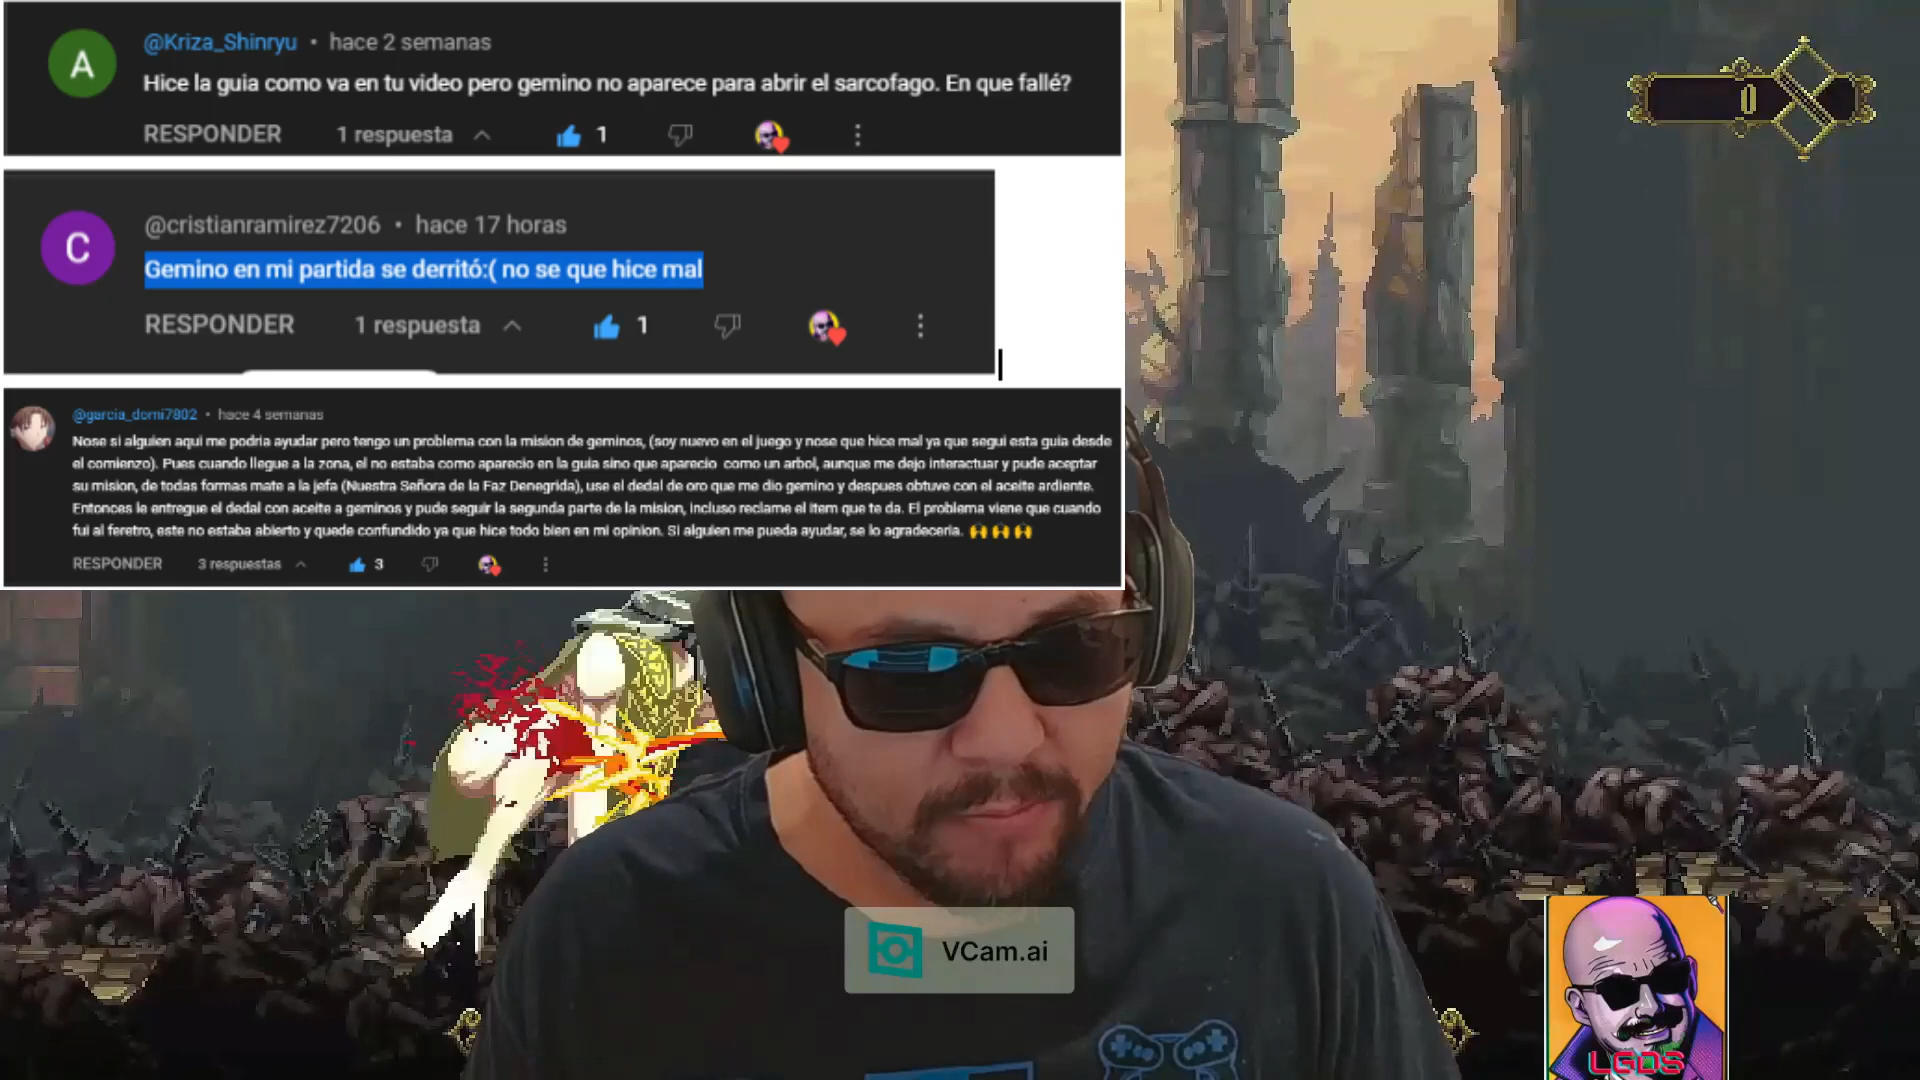 A
@Kriza_Shinryu • hace 2 semanas
Hice la guia como va en tu video pero gemino no aparece para abrir el sarcofago. En que fallé?
RESPONDER 1 respuesta 1
C
@cristianramirez7206 • hace 17 horas
Gemino en mi partida se derritó:( no se que hice mal
RESPONDER 1 respuesta 1
@garcia_domi7802 • hace 4 semanas
Nose si alguien aqui me podria ayudar pero tengo un problema con la mision de geminos, (soy nuevo en el juego y nose que hice mal ya que segui esta guia desde
el comienzo). Pues cuando llegue a la zona, el no estaba como aparecio en la guia sino que aparecio como un arbol, aunque me dejo interactuar y pude aceptar
su mision, de todas formas mate a la jefa (Nuestra Señora de la Faz Denegrida), use el dedal de oro que me dio gemino y despues obtuve con el aceite ardiente.
Entonces le entregue el dedal con aceite a geminos y pude seguir la segunda parte de la mision, incluso reclame el item que te da. El problema viene que cuando
fui al feretro, este no estaba abierto y quede confundido ya que hice todo bien en mi opinion. Si alguien me pueda ayudar, se lo agradeceria. 🙌🙌🙌
RESPONDER 3 respuestas 3
0
VCam.ai
LGDS